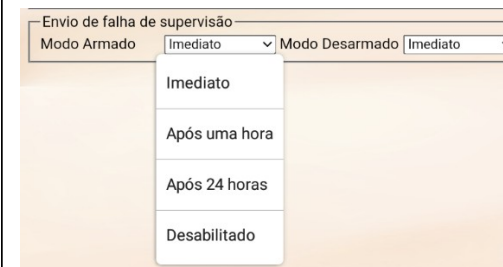 Envio de falha de supervisão
Modo Armado Imediato Modo Desarmado Imediato
Imediato
Após uma hora
Após 24 horas
Desabilitado